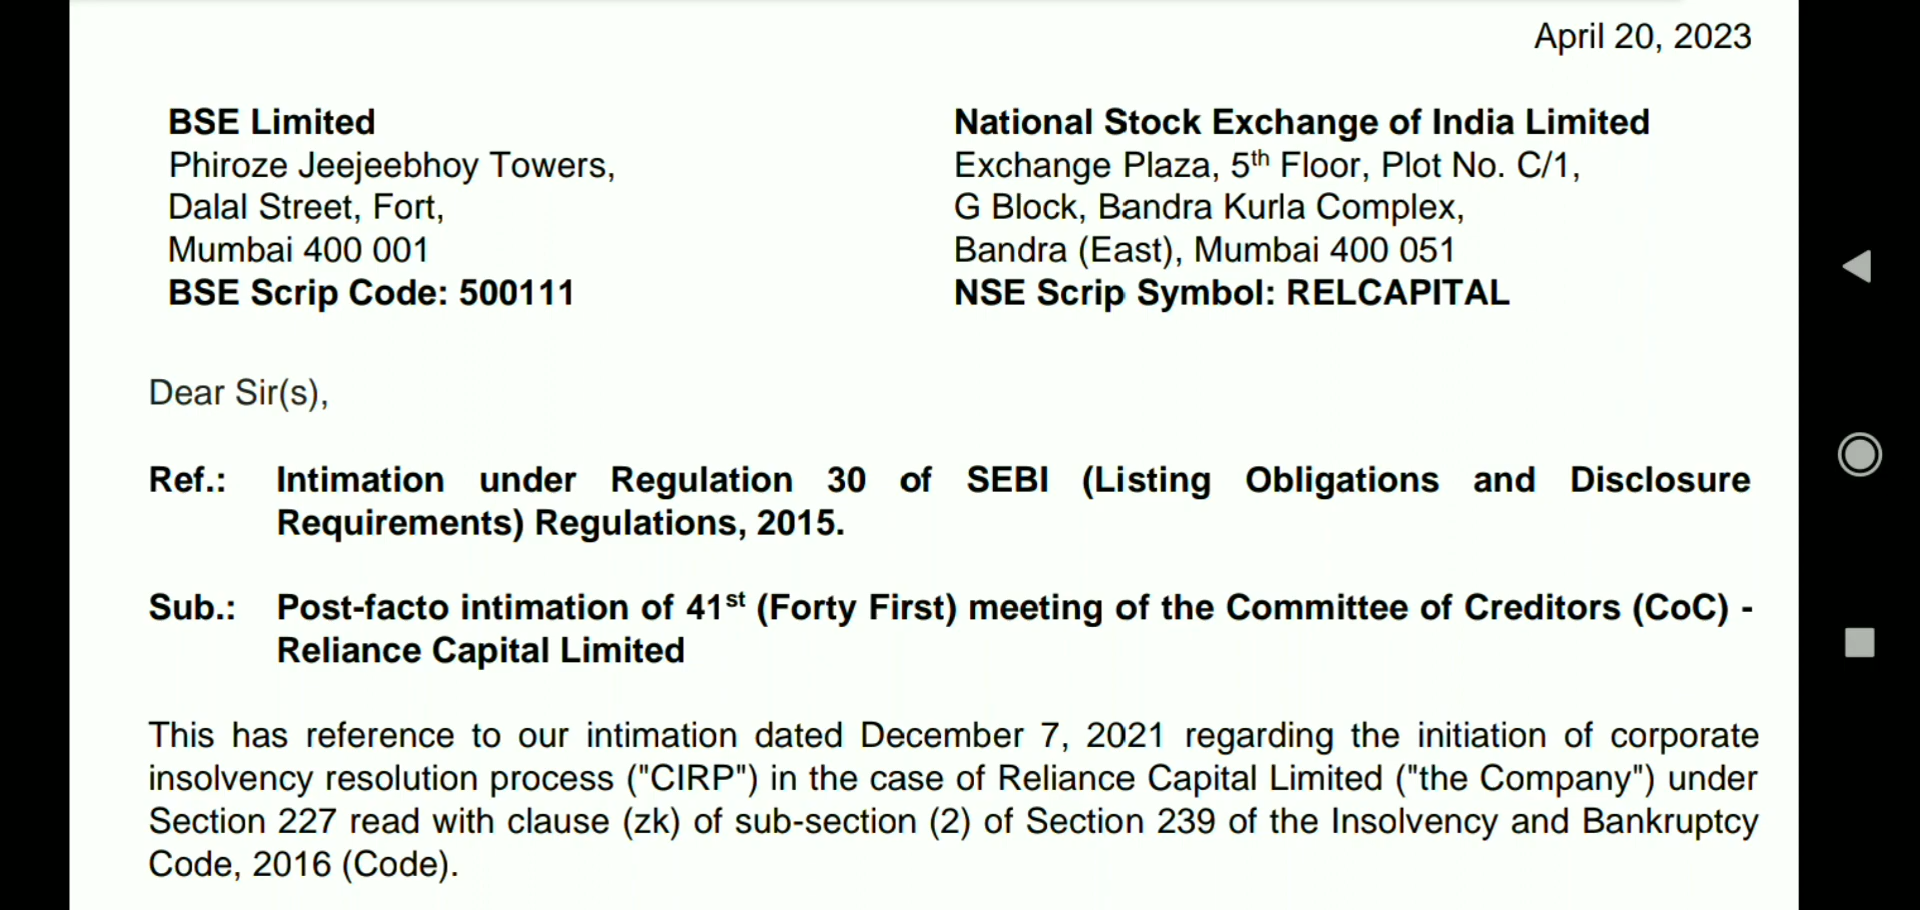 April 20, 2023
BSE Limited
Phiroze Jeejeebhoy Towers,
Dalal Street, Fort,
Mumbai 400 001
BSE Scrip Code: 500111
National Stock Exchange of India Limited
Exchange Plaza, 5th Floor, Plot No. C/1,
G Block, Bandra Kurla Complex,
Bandra (East), Mumbai 400 051
NSE Scrip Symbol: RELCAPITAL
Dear Sir(s),
Ref.: Intimation under Regulation 30 of SEBI (Listing Obligations and Disclosure
Requirements) Regulations, 2015.
Sub.: Post-facto intimation of 41st (Forty First) meeting of the Committee of Creditors (CoC) -
Reliance Capital Limited
This has reference to our intimation dated December 7, 2021 regarding the initiation of corporate
insolvency resolution process ("CIRP") in the case of Reliance Capital Limited ("the Company") under
Section 227 read with clause (zk) of sub-section (2) of Section 239 of the Insolvency and Bankruptcy
Code, 2016 (Code).